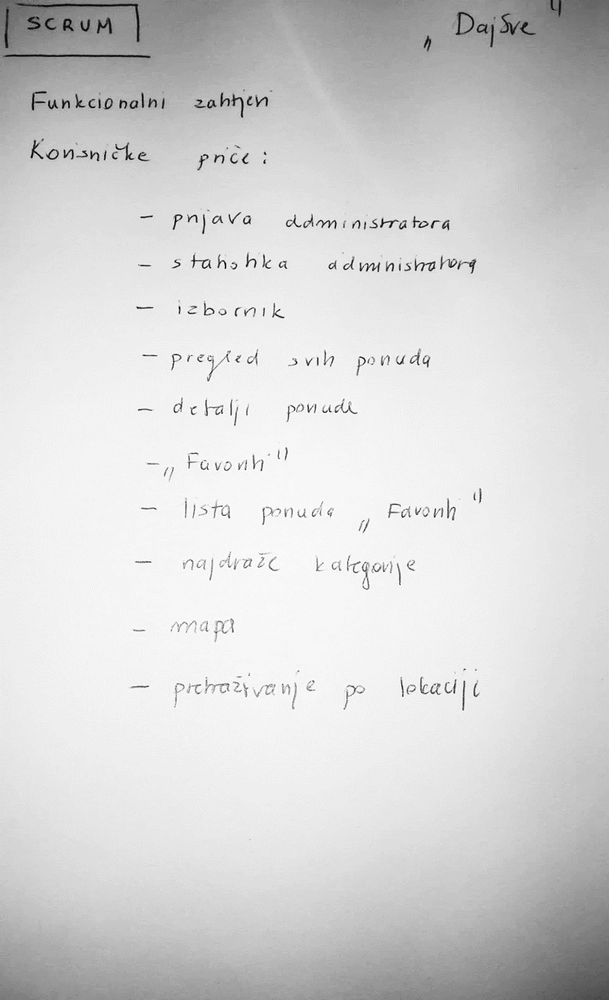 SCRUM
„DajSve"
Funkcionalni zahtjevi
Korisničke priče:
- prijava administratora
- statistika administratora
- izbornik
- pregled svih ponuda
- detalji ponude
- „Favoriti"
- lista ponuda „Favoriti"
- najdraže kategorije
- mapa
- pretraživanje po lokaciji